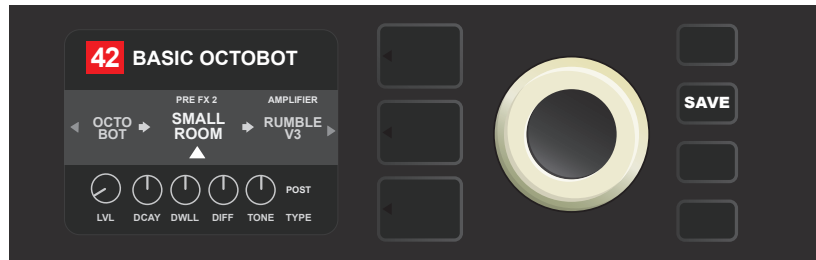 42 BASIC OCTOBOT
PRE FX 2 AMPLIFIER
OCTO SMALL RUMBLE
BOT ROOM V3
POST
LVL DCAY DWLL DIFF TONE TYPE
SAVE